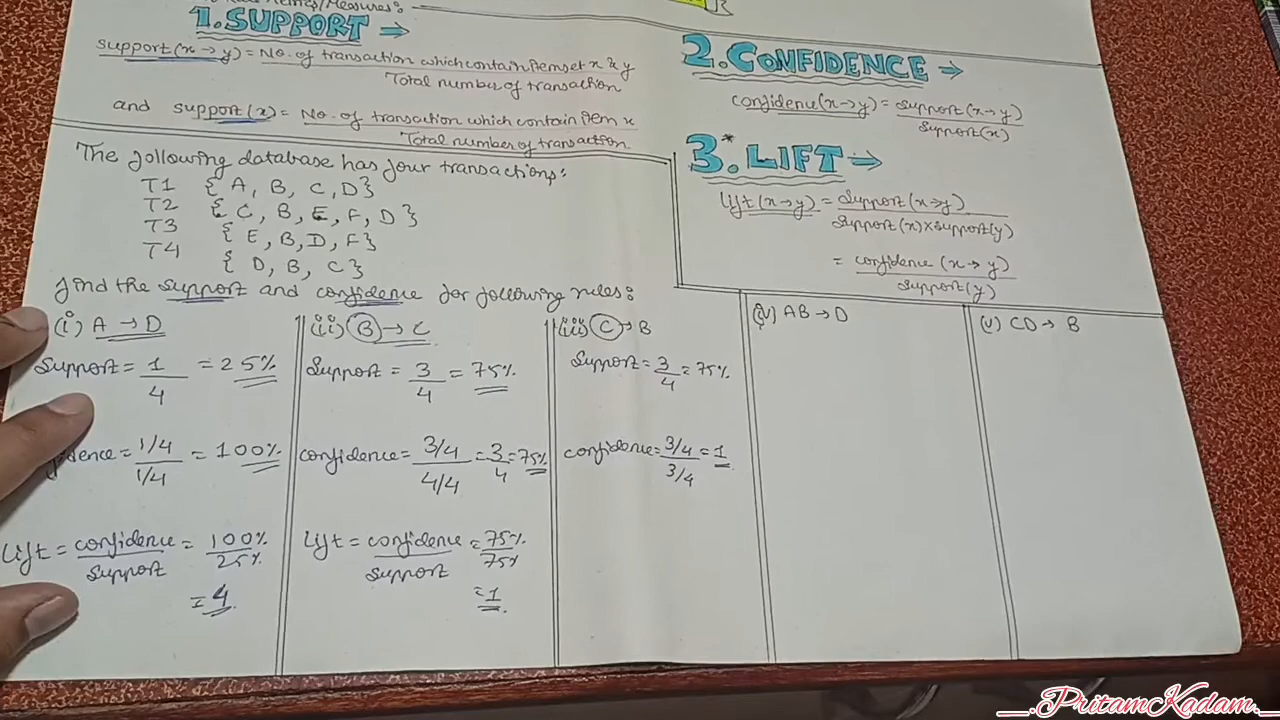 Measures:
1. SUPPORT →
support(x→y) = No. of transaction which contain itemset x & y
Total number of transaction
and support(x) = No. of transaction which contain item x
Total number of transaction
2. CONFIDENCE →
confidence(x→y) = support(x→y)
support(x)
3.* LIFT →
Lift(x→y) = support(x→y)
support(x) x support(y)
= confidence (x→y)
support(y)
The following database has four transactions:
T1 { A, B, C, D}
T2 { C, B, E, F, D}
T3 { E, B, D, F}
T4 { D, B, C}
find the support and confidence for following rules:
(i) A → D
Support = 1/4 = 25%
dence = 1/4 / 1/4 = 100%
Lift = confidence / support = 100% / 25%
= 4
(ii) B → C
Support = 3/4 = 75%
confidence = 3/4 / 4/4 = 3/4 = 75%
Lift = confidence / support = 75% / 75%
= 1
(iii) C → B
Support = 3/4 = 75%
confidence = 3/4 / 3/4 = 1
(iv) AB → D
(v) CD → B
__.PritamKadam.__